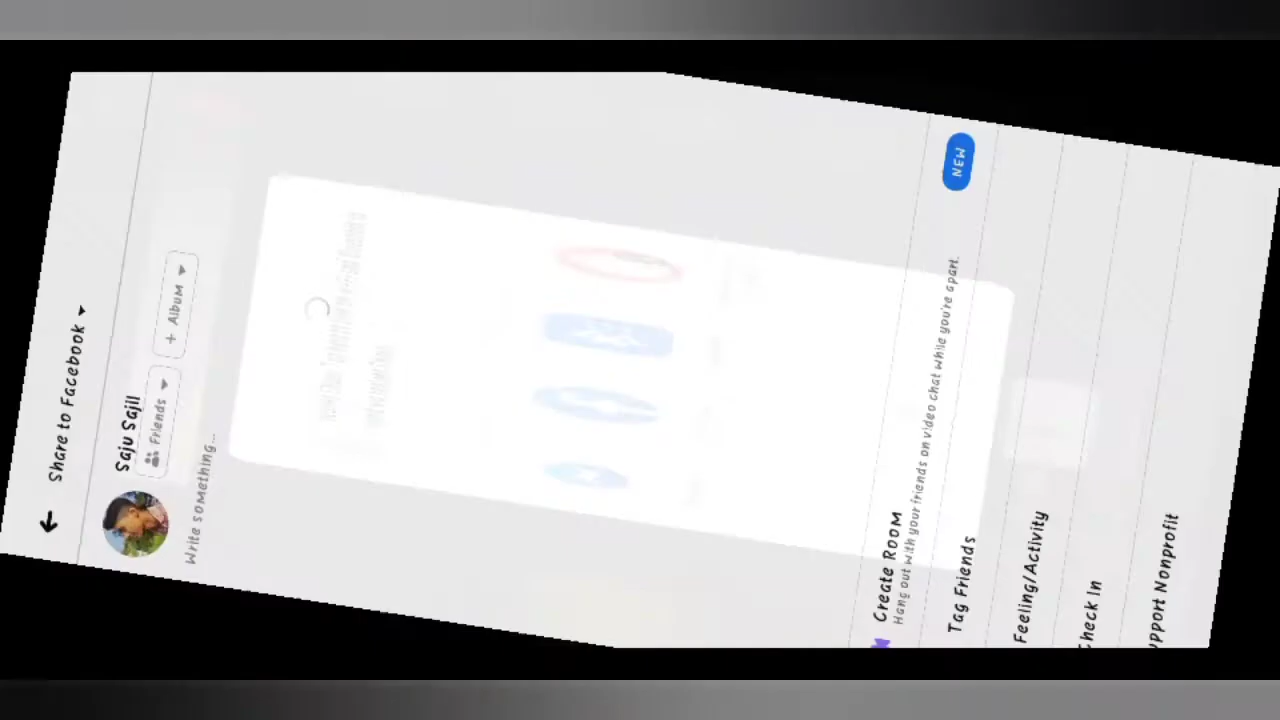 Share to Facebook
Saju Sajil
Friends
+ Album
Write something...
Create Room
Hang out with your friends on video chat while you're apart.
NEW
Tag Friends
Feeling/Activity
Check In
upport Nonprofit